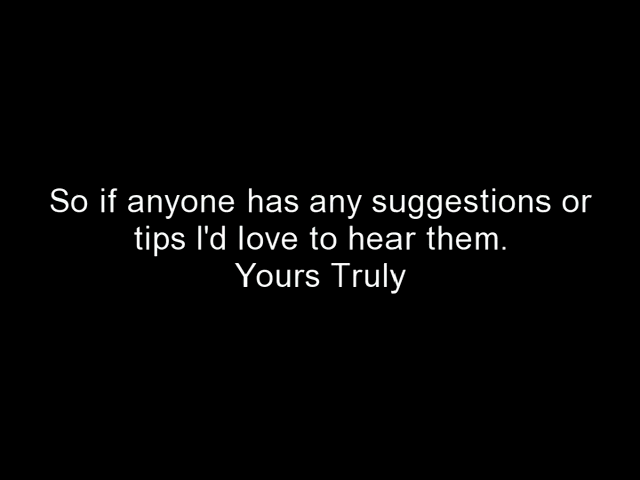 So if anyone has any suggestions or
tips I'd love to hear them.
Yours Truly